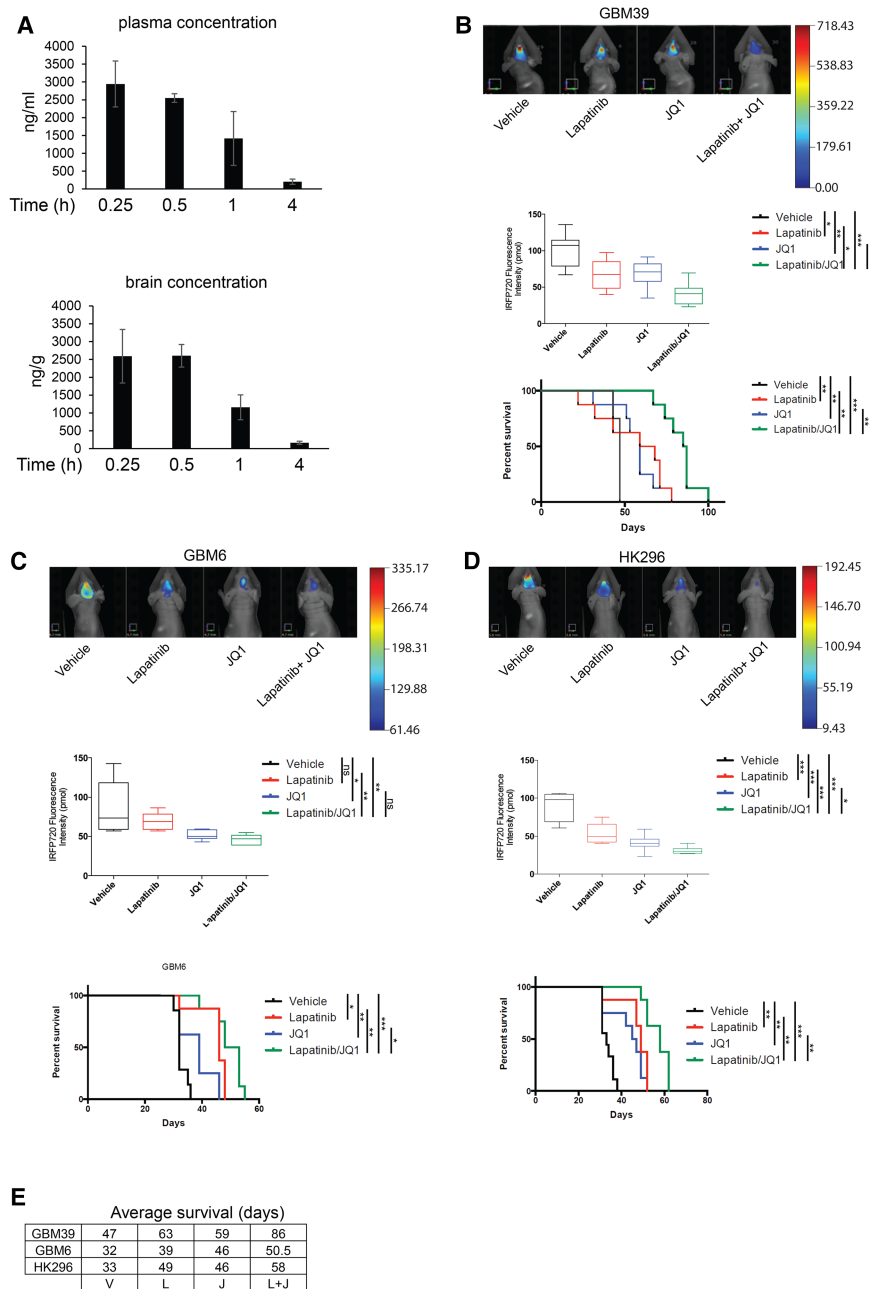 A
plasma concentration
ng/ml
4000
3500
3000
2500
2000
1500
1000
500
0
Time (h) 0.25 0.5 1 4
brain concentration
ng/g
4000
3500
3000
2500
2000
1500
1000
500
0
Time (h) 0.25 0.5 1 4
B
GBM39
Vehicle
Lapatinib
JQ1
Lapatinib+ JQ1
718.43
538.83
359.22
179.61
0.00
IRFP720 Fluorescence
Intensity (pmol)
150
100
50
0
Vehicle
Lapatinib
JQ1
Lapatinib/JQ1
Vehicle
Lapatinib
JQ1
Lapatinib/JQ1
* ** * *** *
Percent survival
100
50
0 50 100
Days
Vehicle
Lapatinib
JQ1
Lapatinib/JQ1
** ** ** *** **
C
GBM6
Vehicle
Lapatinib
JQ1
Lapatinib+ JQ1
335.17
266.74
198.31
129.88
61.46
IRFP720 Fluorescence
Intensity (pmol)
150
100
50
0
Vehicle
Lapatinib
JQ1
Lapatinib/JQ1
Vehicle
Lapatinib
JQ1
Lapatinib/JQ1
ns * ** ** ns
GBM6
Percent survival
100
50
0
0 20 40 60
Days
Vehicle
Lapatinib
JQ1
Lapatinib/JQ1
* ** ** *** *
D
HK296
Vehicle
Lapatinib
JQ1
Lapatinib+ JQ1
192.45
146.70
100.94
55.19
9.43
IRFP720 Fluorescence
Intensity (pmol)
150
100
50
0
Vehicle
Lapatinib
JQ1
Lapatinib/JQ1
Vehicle
Lapatinib
JQ1
Lapatinib/JQ1
*** *** *** *** *
Percent survival
100
50
0
0 20 40 60 80
Days
Vehicle
Lapatinib
JQ1
Lapatinib/JQ1
** ** ** *** **
E
Average survival (days)
GBM39 47 63 59 86
GBM6 32 39 46 50.5
HK296 33 49 46 58
V L J L+J